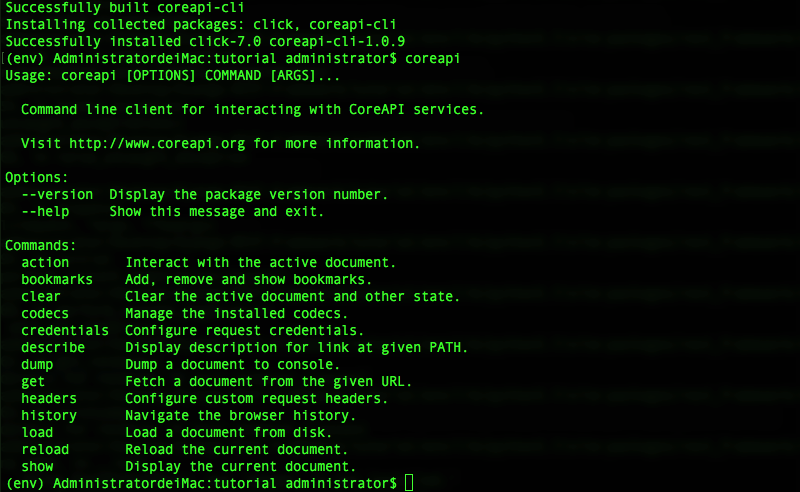 Successfully built coreapi-cli
Installing collected packages: click, coreapi-cli
Successfully installed click-7.0 coreapi-cli-1.0.9
(env) AdministratordeiMac:tutorial administrator$ coreapi
Usage: coreapi [OPTIONS] COMMAND [ARGS]...

  Command line client for interacting with CoreAPI services.

  Visit http://www.coreapi.org for more information.

Options:
  --version  Display the package version number.
  --help     Show this message and exit.

Commands:
  action       Interact with the active document.
  bookmarks    Add, remove and show bookmarks.
  clear        Clear the active document and other state.
  codecs       Manage the installed codecs.
  credentials  Configure request credentials.
  describe     Display description for link at given PATH.
  dump         Dump a document to console.
  get          Fetch a document from the given URL.
  headers      Configure custom request headers.
  history      Navigate the browser history.
  load         Load a document from disk.
  reload       Reload the current document.
  show         Display the current document.
(env) AdministratordeiMac:tutorial administrator$